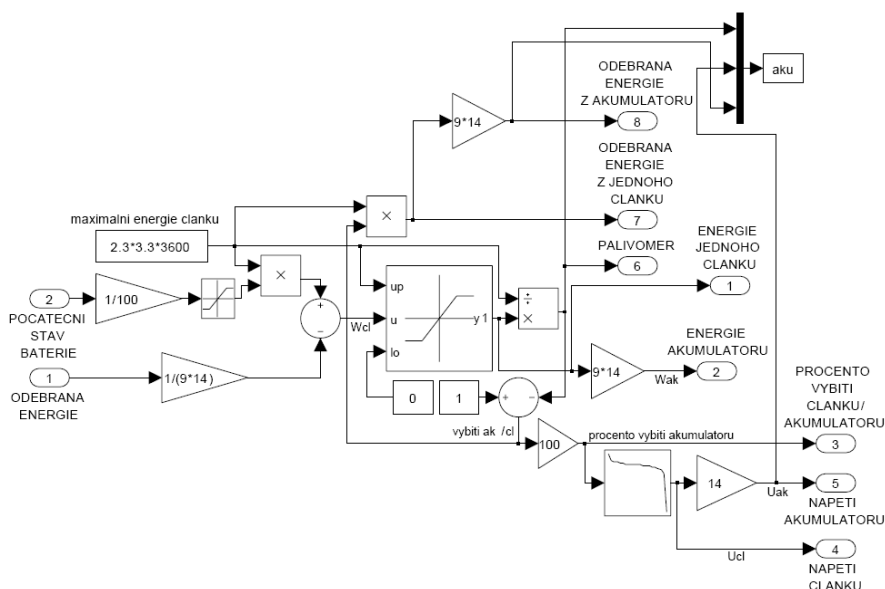 ODEBRANA
ENERGIE
Z AKUMULATORU
8
aku
9*14
ODEBRANA
ENERGIE
Z JEDNOHO
CLANKU
7
maximalni energie clanku
2.3*3.3*3600
×
PALIVOMER
6
ENERGIE
JEDNOHO
CLANKU
1
2
POCATECNI
STAV
BATERIE
1/100
×
+
−
Wcl
up
u
lo
y 1
÷
×
1
ODEBRANA
ENERGIE
1/(9*14)
0
1
+
−
vybiti ak /cl
9*14
Wak
ENERGIE
AKUMULATORU
2
100
procento vybiti akumulatoru
PROCENTO
VYBITI
CLANKU/
AKUMULATORU
3
14
Uak
5
NAPETI
AKUMULATORU
Ucl
4
NAPETI
CLANKU